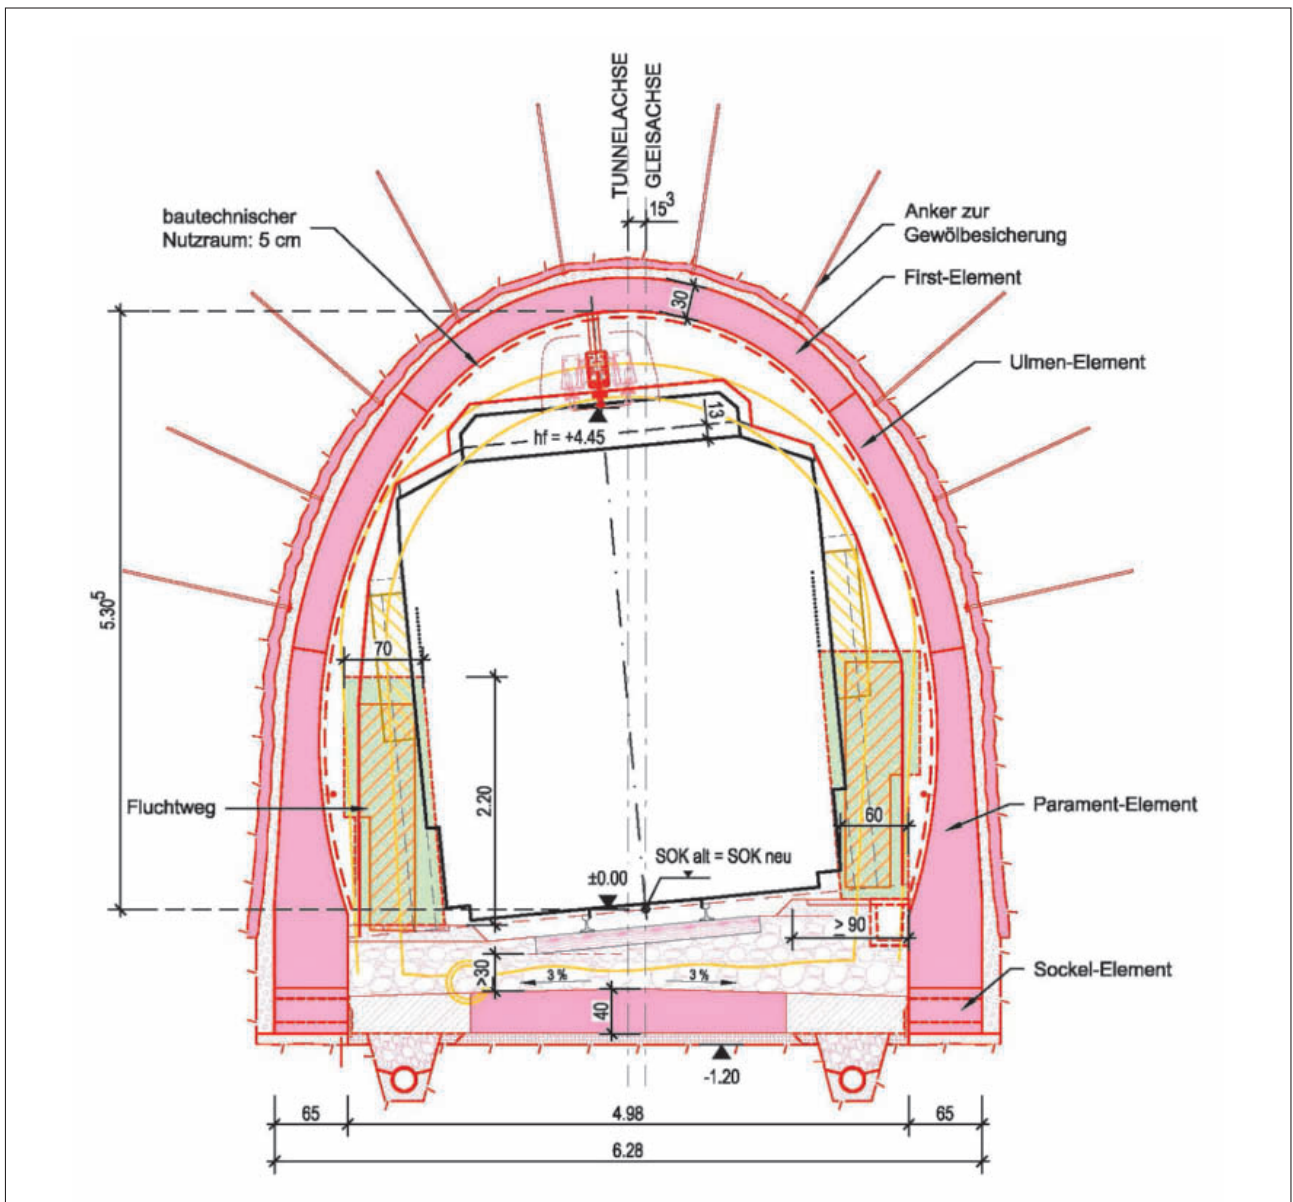 TUNNELACHSE
GLEISACHSE
15³
bautechnischer
Nutzraum: 5 cm
Anker zur
Gewölbesicherung
First-Element
30
Ulmen-Element
13
hf = +4.45
5.30⁵
70
2.20
Fluchtweg
60
Parament-Element
SOK alt = SOK neu
±0.00
> 90
>30
3 %
3 %
Sockel-Element
40
-1.20
65
4.98
65
6.28